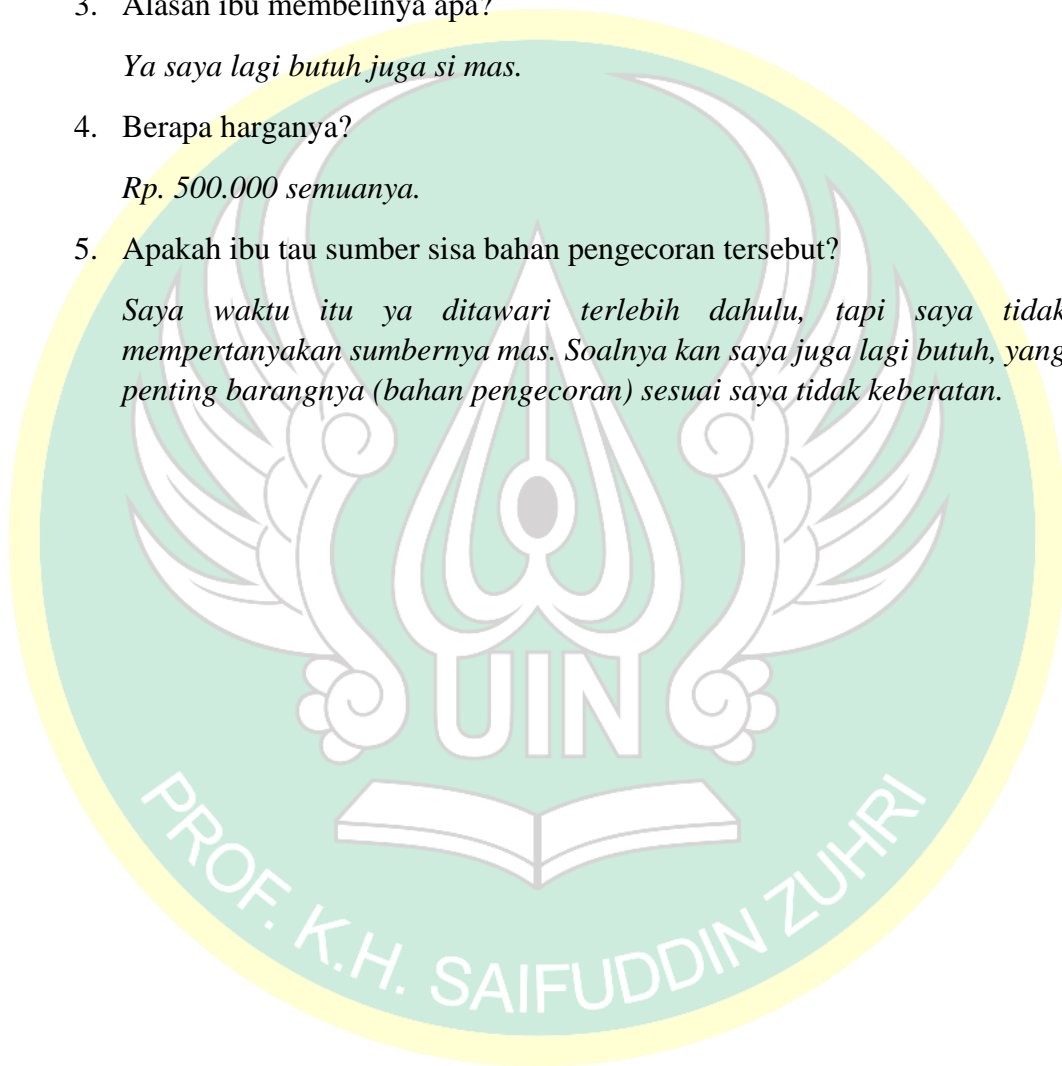 3. Alasan ibu membelinya apa?
Ya saya lagi butuh juga si mas.
4. Berapa harganya?
Rp. 500.000 semuanya.
5. Apakah ibu tau sumber sisa bahan pengecoran tersebut?
Saya waktu itu ya ditawari terlebih dahulu, tapi saya tidak
mempertanyakan sumbernya mas. Soalnya kan saya juga lagi butuh, yang
penting barangnya (bahan pengecoran) sesuai saya tidak keberatan.
UIN
PROF. K.H. SAIFUDDIN ZUHRI